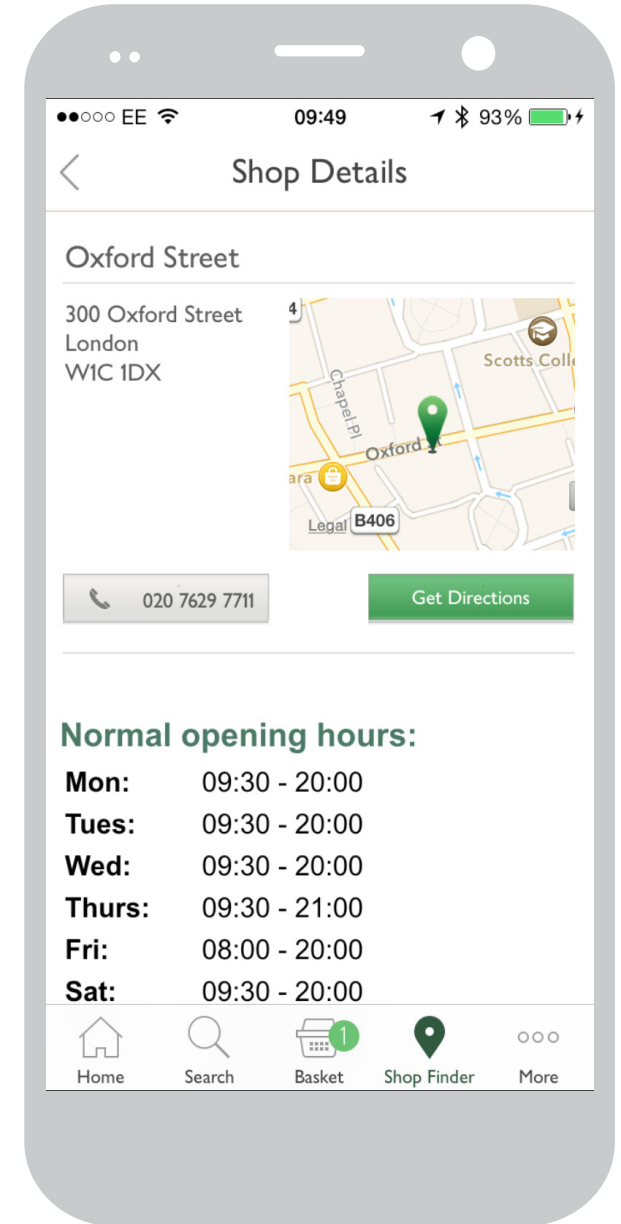 EE 09:49 93%
Shop Details
Oxford Street
300 Oxford Street
London
W1C 1DX
4
Scotts Colle
Chapel Pl
Oxford St
ara
Legal B406
020 7629 7711 Get Directions
Normal opening hours:
Mon: 09:30 - 20:00
Tues: 09:30 - 20:00
Wed: 09:30 - 20:00
Thurs: 09:30 - 21:00
Fri: 08:00 - 20:00
Sat: 09:30 - 20:00
1
Home Search Basket Shop Finder More